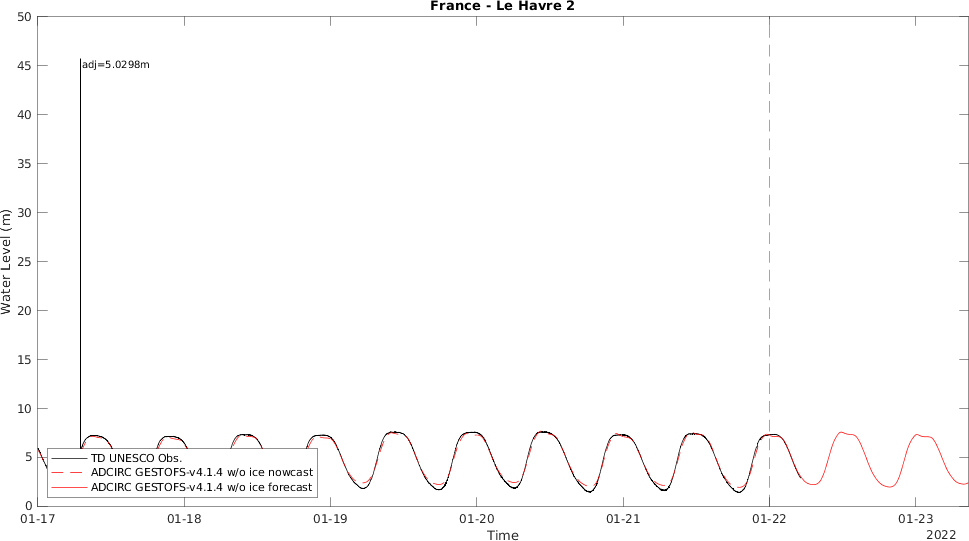 France - Le Havre 2
50
45
40
35
30
25
20
15
10
5
0
Water Level (m)
adj=5.0298m
TD UNESCO Obs.
ADCIRC GESTOFS-v4.1.4 w/o ice nowcast
ADCIRC GESTOFS-v4.1.4 w/o ice forecast
01-17 01-18 01-19 01-20 01-21 01-22 01-23
Time
2022